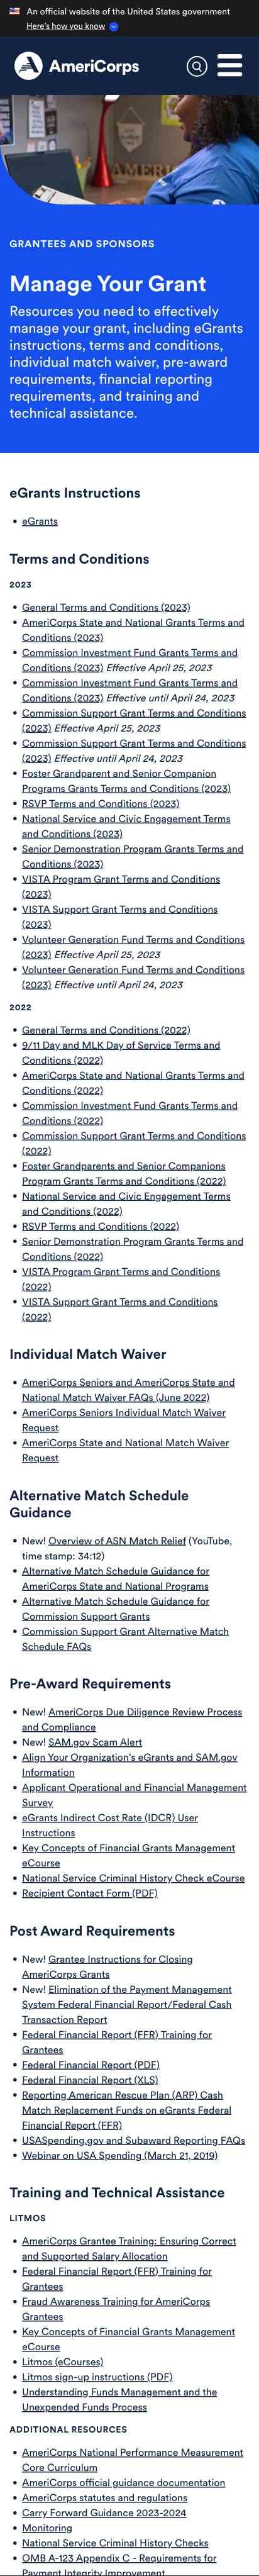 An official website of the United States government
Here's how you know
AmeriCorps
GRANTEES AND SPONSORS
Manage Your Grant
Resources you need to effectively
manage your grant, including eGrants
instructions, terms and conditions,
individual match waiver, pre-award
requirements, financial reporting
requirements, and training and
technical assistance.
eGrants Instructions
• eGrants
Terms and Conditions
2023
• General Terms and Conditions (2023)
• AmeriCorps State and National Grants Terms and
Conditions (2023)
• Commission Investment Fund Grants Terms and
Conditions (2023) Effective April 25, 2023
• Commission Investment Fund Grants Terms and
Conditions (2023) Effective until April 24, 2023
• Commission Support Grant Terms and Conditions
(2023) Effective April 25, 2023
• Commission Support Grant Terms and Conditions
(2023) Effective until April 24, 2023
• Foster Grandparent and Senior Companion
Programs Grants Terms and Conditions (2023)
• RSVP Terms and Conditions (2023)
• National Service and Civic Engagement Terms
and Conditions (2023)
• Senior Demonstration Program Grants Terms and
Conditions (2023)
• VISTA Program Grant Terms and Conditions
(2023)
• VISTA Support Grant Terms and Conditions
(2023)
• Volunteer Generation Fund Terms and Conditions
(2023) Effective April 25, 2023
• Volunteer Generation Fund Terms and Conditions
(2023) Effective until April 24, 2023
2022
• General Terms and Conditions (2022)
• 9/11 Day and MLK Day of Service Terms and
Conditions (2022)
• AmeriCorps State and National Grants Terms and
Conditions (2022)
• Commission Investment Fund Grants Terms and
Conditions (2022)
• Commission Support Grant Terms and Conditions
(2022)
• Foster Grandparents and Senior Companions
Program Grants Terms and Conditions (2022)
• National Service and Civic Engagement Terms
and Conditions (2022)
• RSVP Terms and Conditions (2022)
• Senior Demonstration Program Grants Terms and
Conditions (2022)
• VISTA Program Grant Terms and Conditions
(2022)
• VISTA Support Grant Terms and Conditions
(2022)
Individual Match Waiver
• AmeriCorps Seniors and AmeriCorps State and
National Match Waiver FAQs (June 2022)
• AmeriCorps Seniors Individual Match Waiver
Request
• AmeriCorps State and National Match Waiver
Request
Alternative Match Schedule
Guidance
• New! Overview of ASN Match Relief (YouTube,
time stamp: 34:12)
• Alternative Match Schedule Guidance for
AmeriCorps State and National Programs
• Alternative Match Schedule Guidance for
Commission Support Grants
• Commission Support Grant Alternative Match
Schedule FAQs
Pre-Award Requirements
• New! AmeriCorps Due Diligence Review Process
and Compliance
• New! SAM.gov Scam Alert
• Align Your Organization's eGrants and SAM.gov
Information
• Applicant Operational and Financial Management
Survey
• eGrants Indirect Cost Rate (IDCR) User
Instructions
• Key Concepts of Financial Grants Management
eCourse
• National Service Criminal History Check eCourse
• Recipient Contact Form (PDF)
Post Award Requirements
• New! Grantee Instructions for Closing
AmeriCorps Grants
• New! Elimination of the Payment Management
System Federal Financial Report/Federal Cash
Transaction Report
• Federal Financial Report (FFR) Training for
Grantees
• Federal Financial Report (PDF)
• Federal Financial Report (XLS)
• Reporting American Rescue Plan (ARP) Cash
Match Replacement Funds on eGrants Federal
Financial Report (FFR)
• USASpending.gov and Subaward Reporting FAQs
• Webinar on USA Spending (March 21, 2019)
Training and Technical Assistance
LITMOS
• AmeriCorps Grantee Training: Ensuring Correct
and Supported Salary Allocation
• Federal Financial Report (FFR) Training for
Grantees
• Fraud Awareness Training for AmeriCorps
Grantees
• Key Concepts of Financial Grants Management
eCourse
• Litmos (eCourses)
• Litmos sign-up instructions (PDF)
• Understanding Funds Management and the
Unexpended Funds Process
ADDITIONAL RESOURCES
• AmeriCorps National Performance Measurement
Core Curriculum
• AmeriCorps official guidance documentation
• AmeriCorps statutes and regulations
• Carry Forward Guidance 2023-2024
• Monitoring
• National Service Criminal History Checks
• OMB A-123 Appendix C - Requirements for
Payment Integrity Improvement